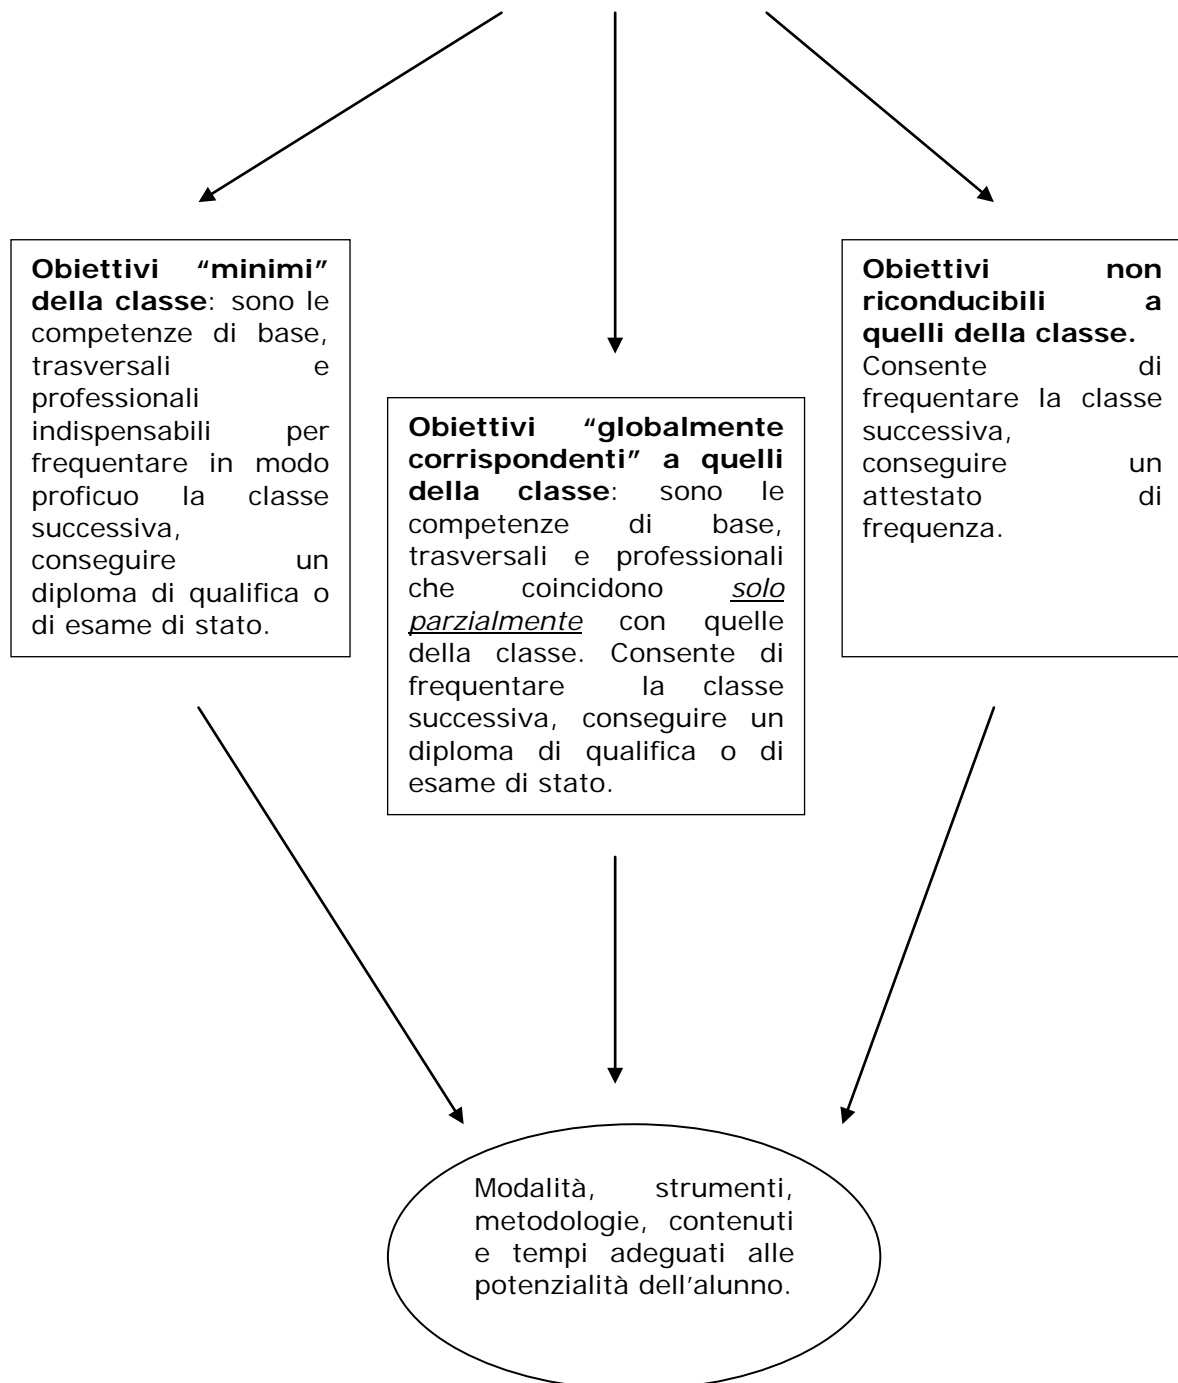 Obiettivi “minimi”
della classe: sono le
competenze di base,
trasversali e
professionali
indispensabili per
frequentare in modo
proficuo la classe
successiva,
conseguire un
diploma di qualifica o
di esame di stato.
Obiettivi “globalmente
corrispondenti” a quelli
della classe: sono le
competenze di base,
trasversali e professionali
che coincidono solo
parzialmente con quelle
della classe. Consente di
frequentare la classe
successiva, conseguire un
diploma di qualifica o di
esame di stato.
Obiettivi non
riconducibili a
quelli della classe.
Consente di
frequentare la classe
successiva,
conseguire un
attestato di
frequenza.
Modalità, strumenti,
metodologie, contenuti
e tempi adeguati alle
potenzialità dell’alunno.